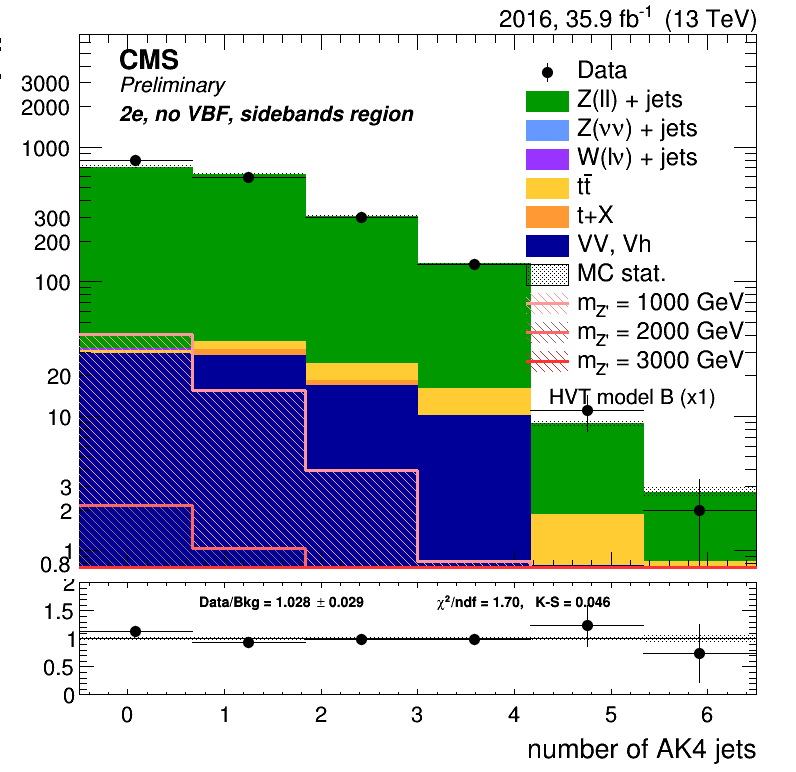 2016, 35.9 fb⁻¹ (13 TeV)
CMS
Preliminary
2e, no VBF, sidebands region
Data
Z(ll) + jets
Z(νν) + jets
W(lν) + jets
tt̄
t+X
VV, Vh
MC stat.
m_Z' = 1000 GeV
m_Z' = 2000 GeV
m_Z' = 3000 GeV
HVT model B (x1)
3000
2000
1000
300
200
100
20
10
3
2
1
0.8
Data/Bkg = 1.028 ± 0.029
χ²/ndf = 1.70, K-S = 0.046
2
1.5
1
0.5
0
0 1 2 3 4 5 6
number of AK4 jets